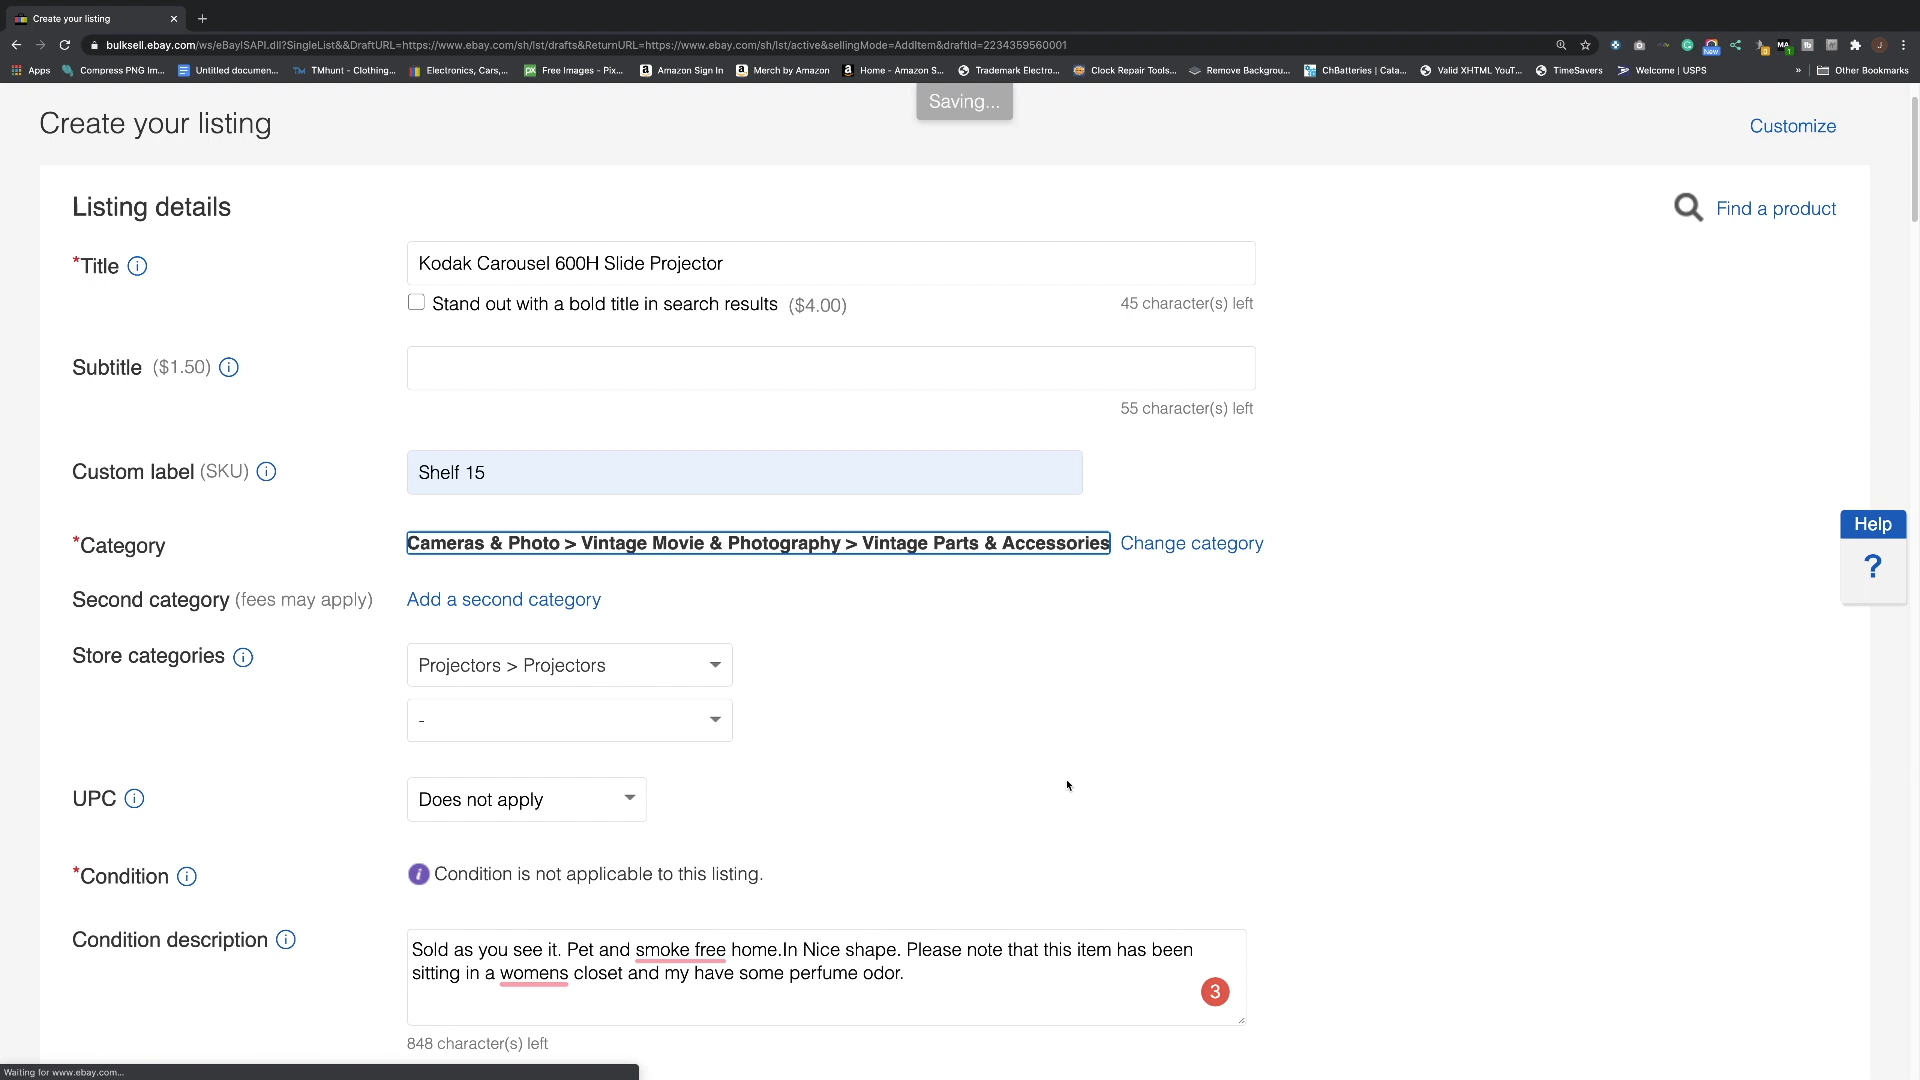 Create your listing
bulksell.ebay.com/ws/eBayISAPI.dll?SingleList&&DraftURL=https://www.ebay.com/sh/lst/drafts&ReturnURL=https://www.ebay.com/sh/lst/active&sellingMode=AddItem&draftId=2234359560001
Apps
Compress PNG Im...
Untitled documen...
TMhunt - Clothing...
Electronics, Cars,...
Free Images - Pix...
Amazon Sign In
Merch by Amazon
Home - Amazon S...
Trademark Electro...
Clock Repair Tools...
Remove Backgrou...
ChBatteries | Cata...
Valid XHTML YouT...
TimeSavers
Welcome | USPS
»
Other Bookmarks
Saving...
Create your listing
Customize
Listing details
Find a product
*Title
Kodak Carousel 600H Slide Projector
Stand out with a bold title in search results ($4.00)
45 character(s) left
Subtitle ($1.50)
55 character(s) left
Custom label (SKU)
Shelf 15
*Category
Cameras & Photo > Vintage Movie & Photography > Vintage Parts & Accessories
Change category
Help
?
Second category (fees may apply)
Add a second category
Store categories
Projectors > Projectors
-
UPC
Does not apply
*Condition
Condition is not applicable to this listing.
Condition description
Sold as you see it. Pet and smoke free home.In Nice shape. Please note that this item has been
sitting in a womens closet and my have some perfume odor.
3
848 character(s) left
Waiting for www.ebay.com...